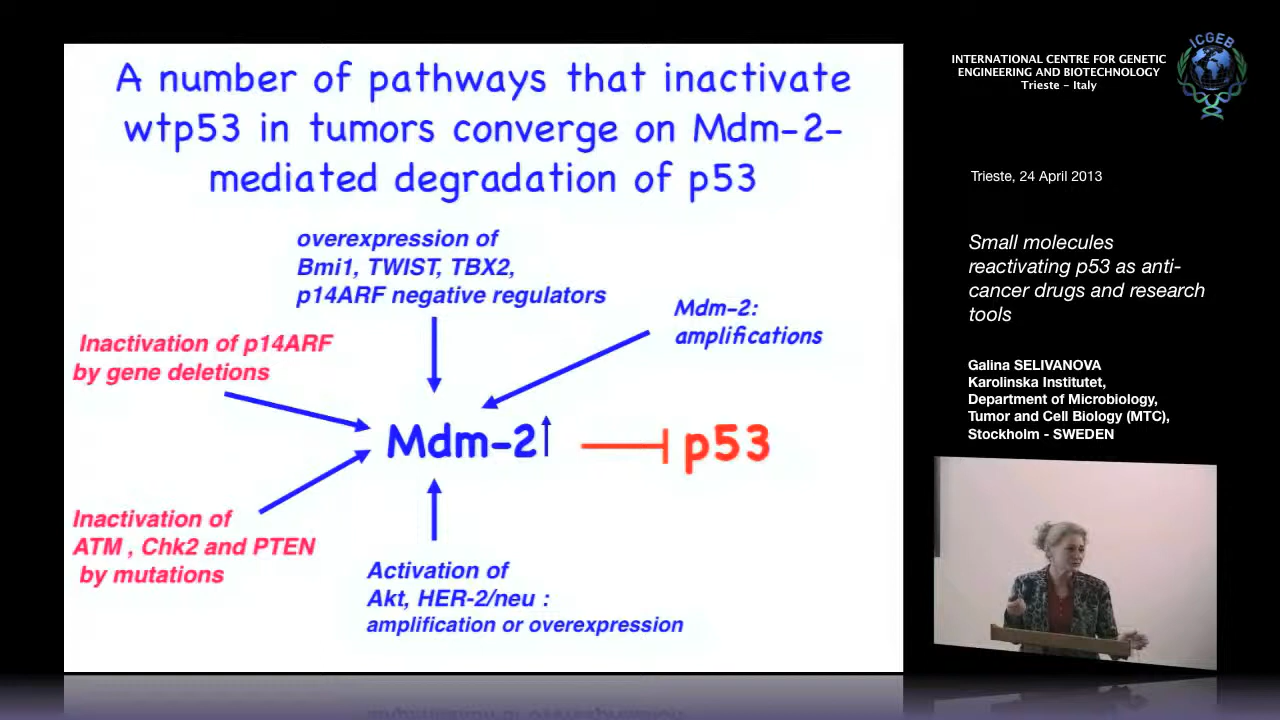 A number of pathways that inactivate
wtp53 in tumors converge on Mdm-2-
mediated degradation of p53
overexpression of
Bmi1, TWIST, TBX2,
p14ARF negative regulators
Mdm-2:
amplifications
Inactivation of p14ARF
by gene deletions
Mdm-2
p53
Inactivation of
ATM , Chk2 and PTEN
by mutations
Activation of
Akt, HER-2/neu :
amplification or overexpression
INTERNATIONAL CENTRE FOR GENETIC
ENGINEERING AND BIOTECHNOLOGY
Trieste - Italy
ICGEB
Trieste, 24 April 2013
Small molecules
reactivating p53 as anti-
cancer drugs and research
tools
Galina SELIVANOVA
Karolinska Institutet,
Department of Microbiology,
Tumor and Cell Biology (MTC),
Stockholm - SWEDEN